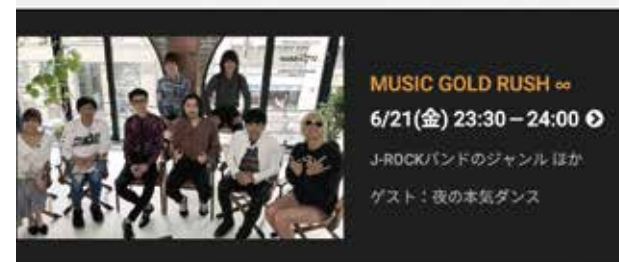 MUSIC GOLD RUSH ∞
6/21(金) 23:30－24:00
J-ROCKバンドのジャンル ほか
ゲスト：夜の本気ダンス